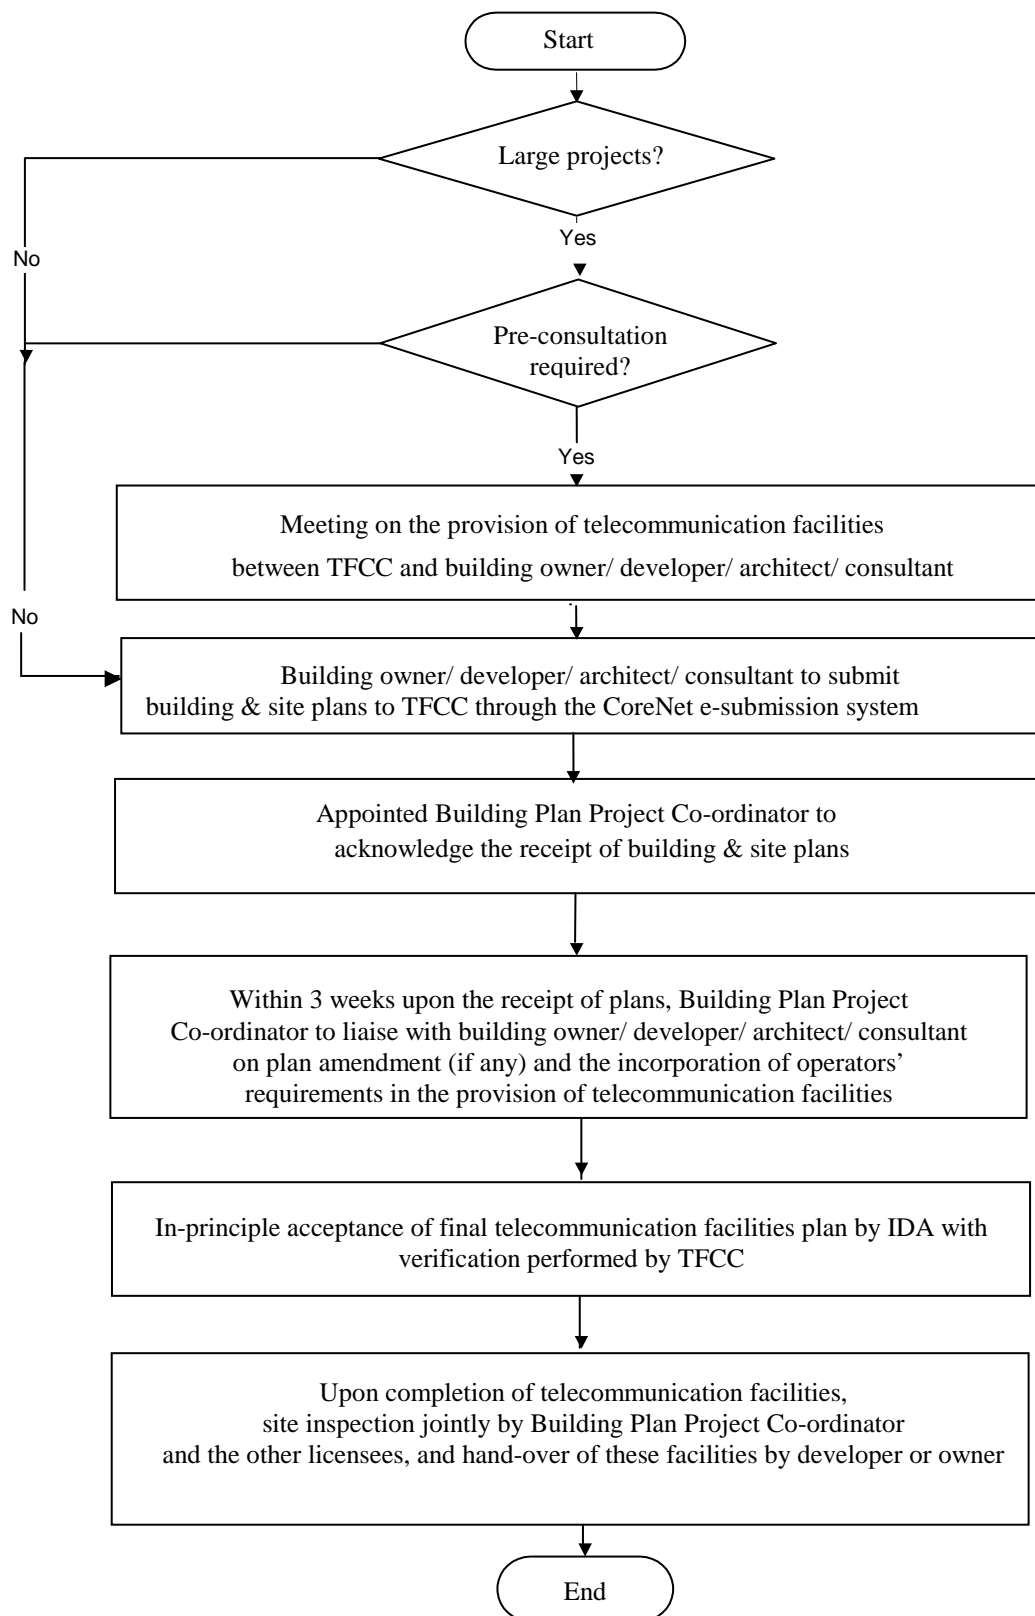 Start
Large projects?
Yes
No
Pre-consultation
required?
Yes
Meeting on the provision of telecommunication facilities
between TFCC and building owner/ developer/ architect/ consultant
No
Building owner/ developer/ architect/ consultant to submit
building & site plans to TFCC through the CoreNet e-submission system
Appointed Building Plan Project Co-ordinator to
acknowledge the receipt of building & site plans
Within 3 weeks upon the receipt of plans, Building Plan Project
Co-ordinator to liaise with building owner/ developer/ architect/ consultant
on plan amendment (if any) and the incorporation of operators’
requirements in the provision of telecommunication facilities
In-principle acceptance of final telecommunication facilities plan by IDA with
verification performed by TFCC
Upon completion of telecommunication facilities,
site inspection jointly by Building Plan Project Co-ordinator
and the other licensees, and hand-over of these facilities by developer or owner
End